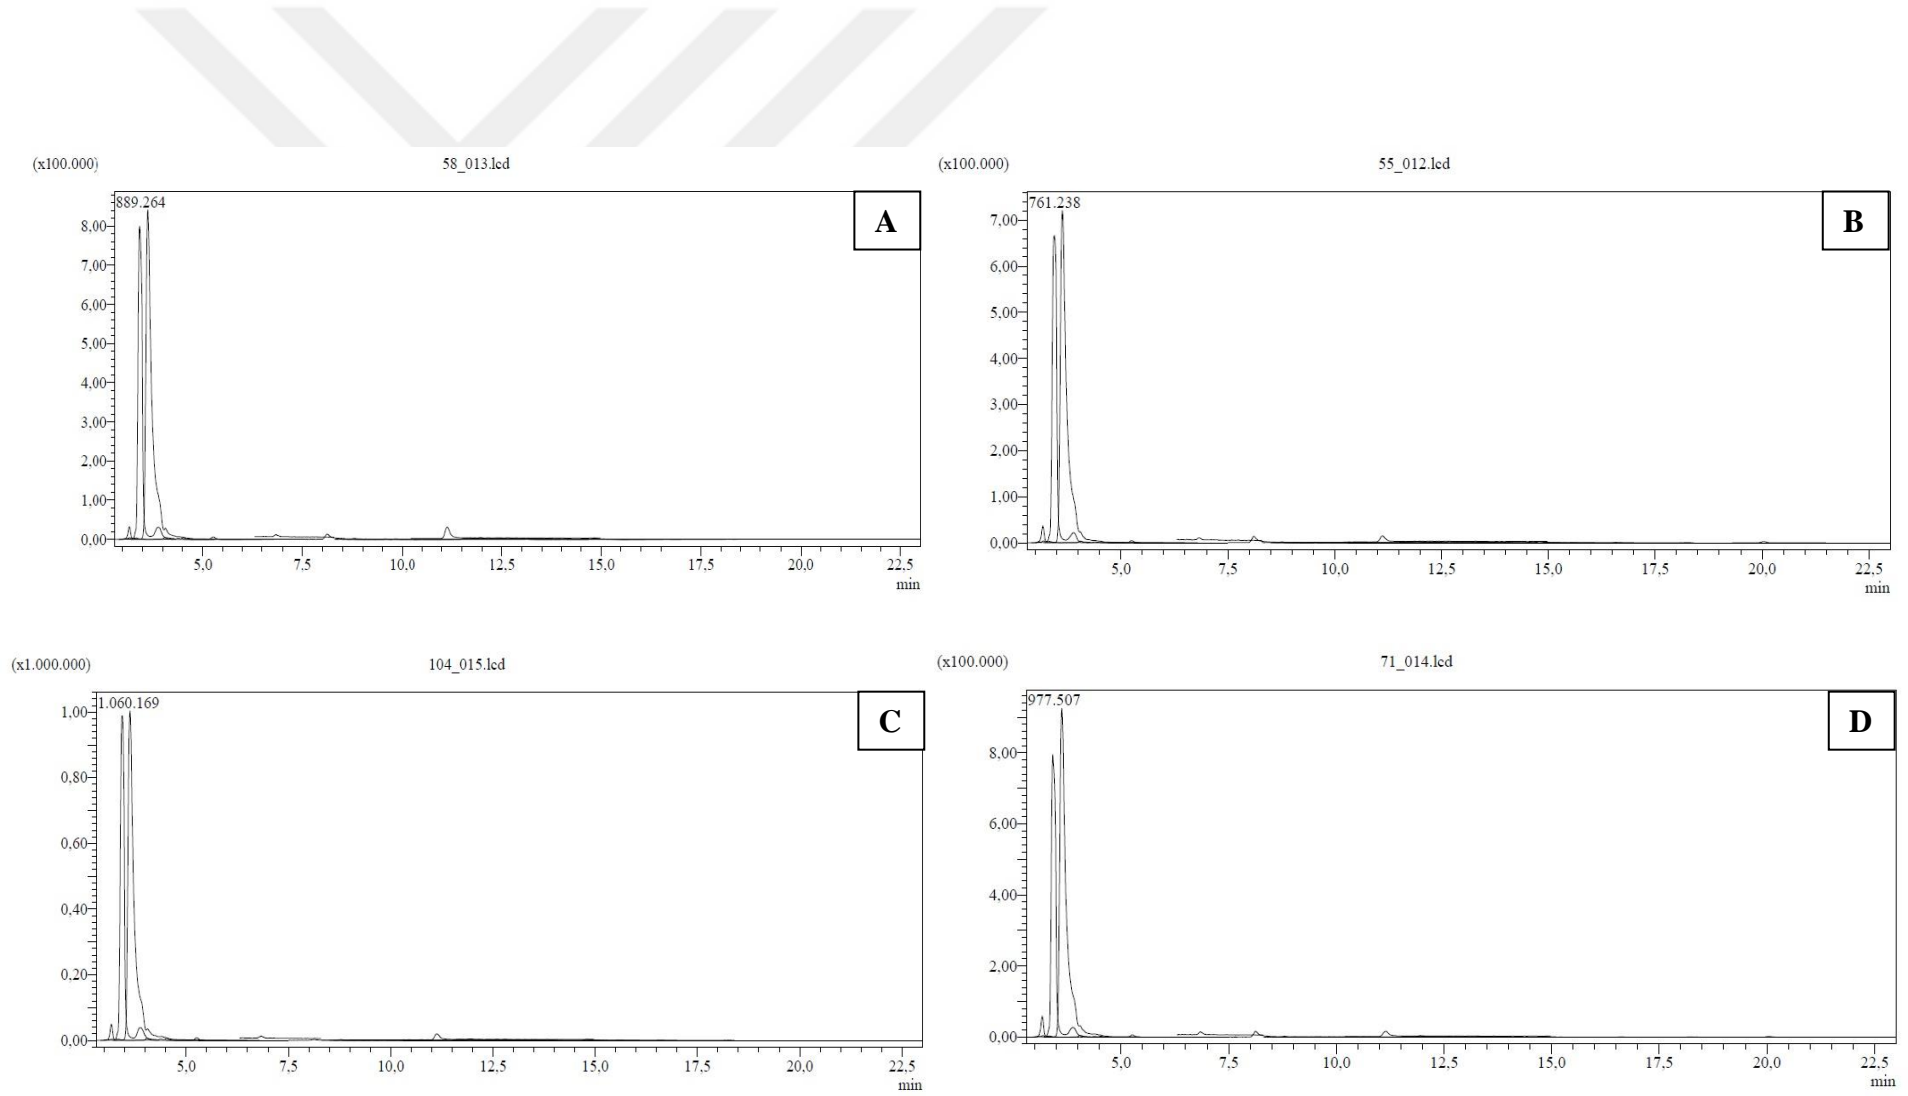 (x100.000)
58_013.lcd
889.264
A
8,00
7,00
6,00
5,00
4,00
3,00
2,00
1,00
0,00
5,0 7,5 10,0 12,5 15,0 17,5 20,0 22,5
min
(x100.000)
55_012.lcd
761.238
B
7,00
6,00
5,00
4,00
3,00
2,00
1,00
0,00
5,0 7,5 10,0 12,5 15,0 17,5 20,0 22,5
min
(x1.000.000)
104_015.lcd
1.060.169
C
1,00
0,80
0,60
0,40
0,20
0,00
5,0 7,5 10,0 12,5 15,0 17,5 20,0 22,5
min
(x100.000)
71_014.lcd
977.507
D
8,00
6,00
4,00
2,00
0,00
5,0 7,5 10,0 12,5 15,0 17,5 20,0 22,5
min